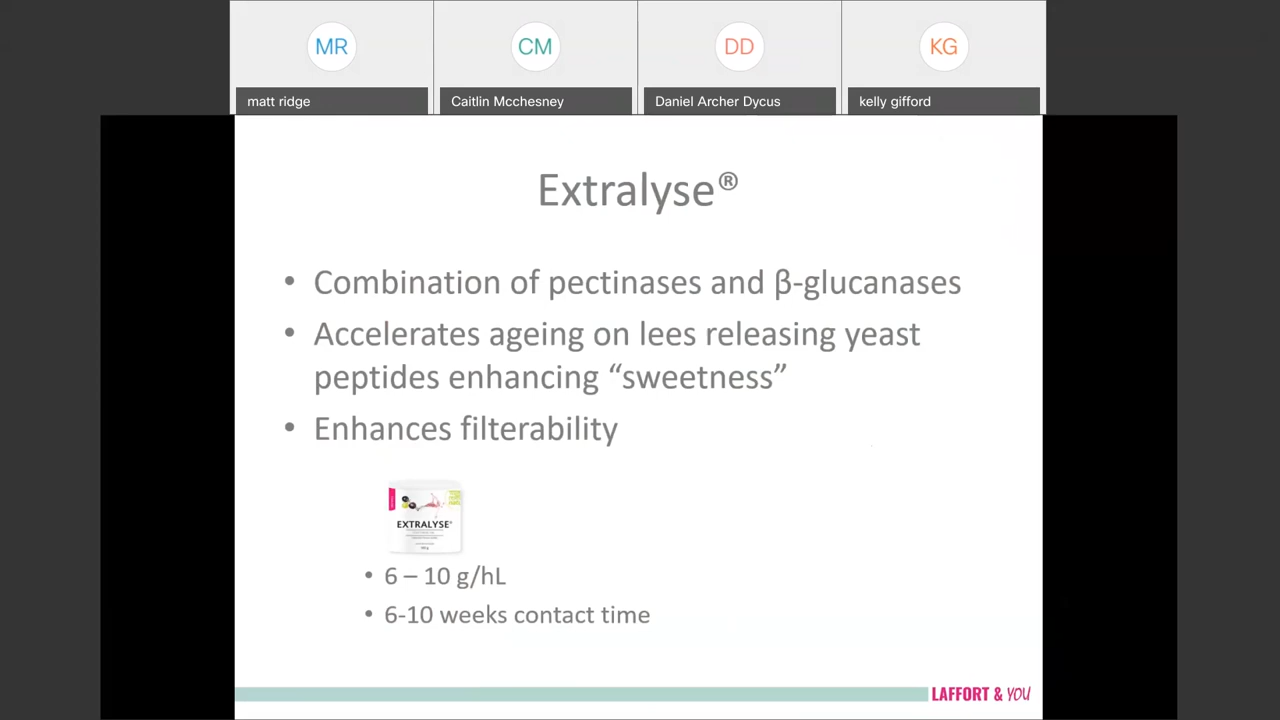 MR
CM
DD
KG
matt ridge
Caitlin Mcchesney
Daniel Archer Dycus
kelly gifford
Extralyse®
• Combination of pectinases and β-glucanases
• Accelerates ageing on lees releasing yeast
peptides enhancing “sweetness”
• Enhances filterability
EXTRALYSE®
• 6 – 10 g/hL
• 6-10 weeks contact time
LAFFORT & YOU